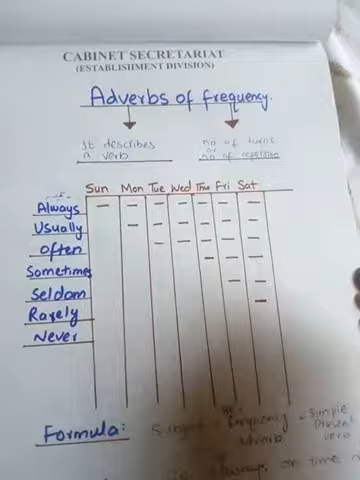 CABINET SECRETARIAT
(ESTABLISHMENT DIVISION)
Adverbs of frequency.
It describes
a verb
no of turns
or
no of repetition
Sun Mon Tue Wed Thu Fri Sat
Always
Usually
Often
Sometimes
Seldom
Rarely
Never
Formula: Subject + frequency + Simple
adverb Present
verb
Always on time